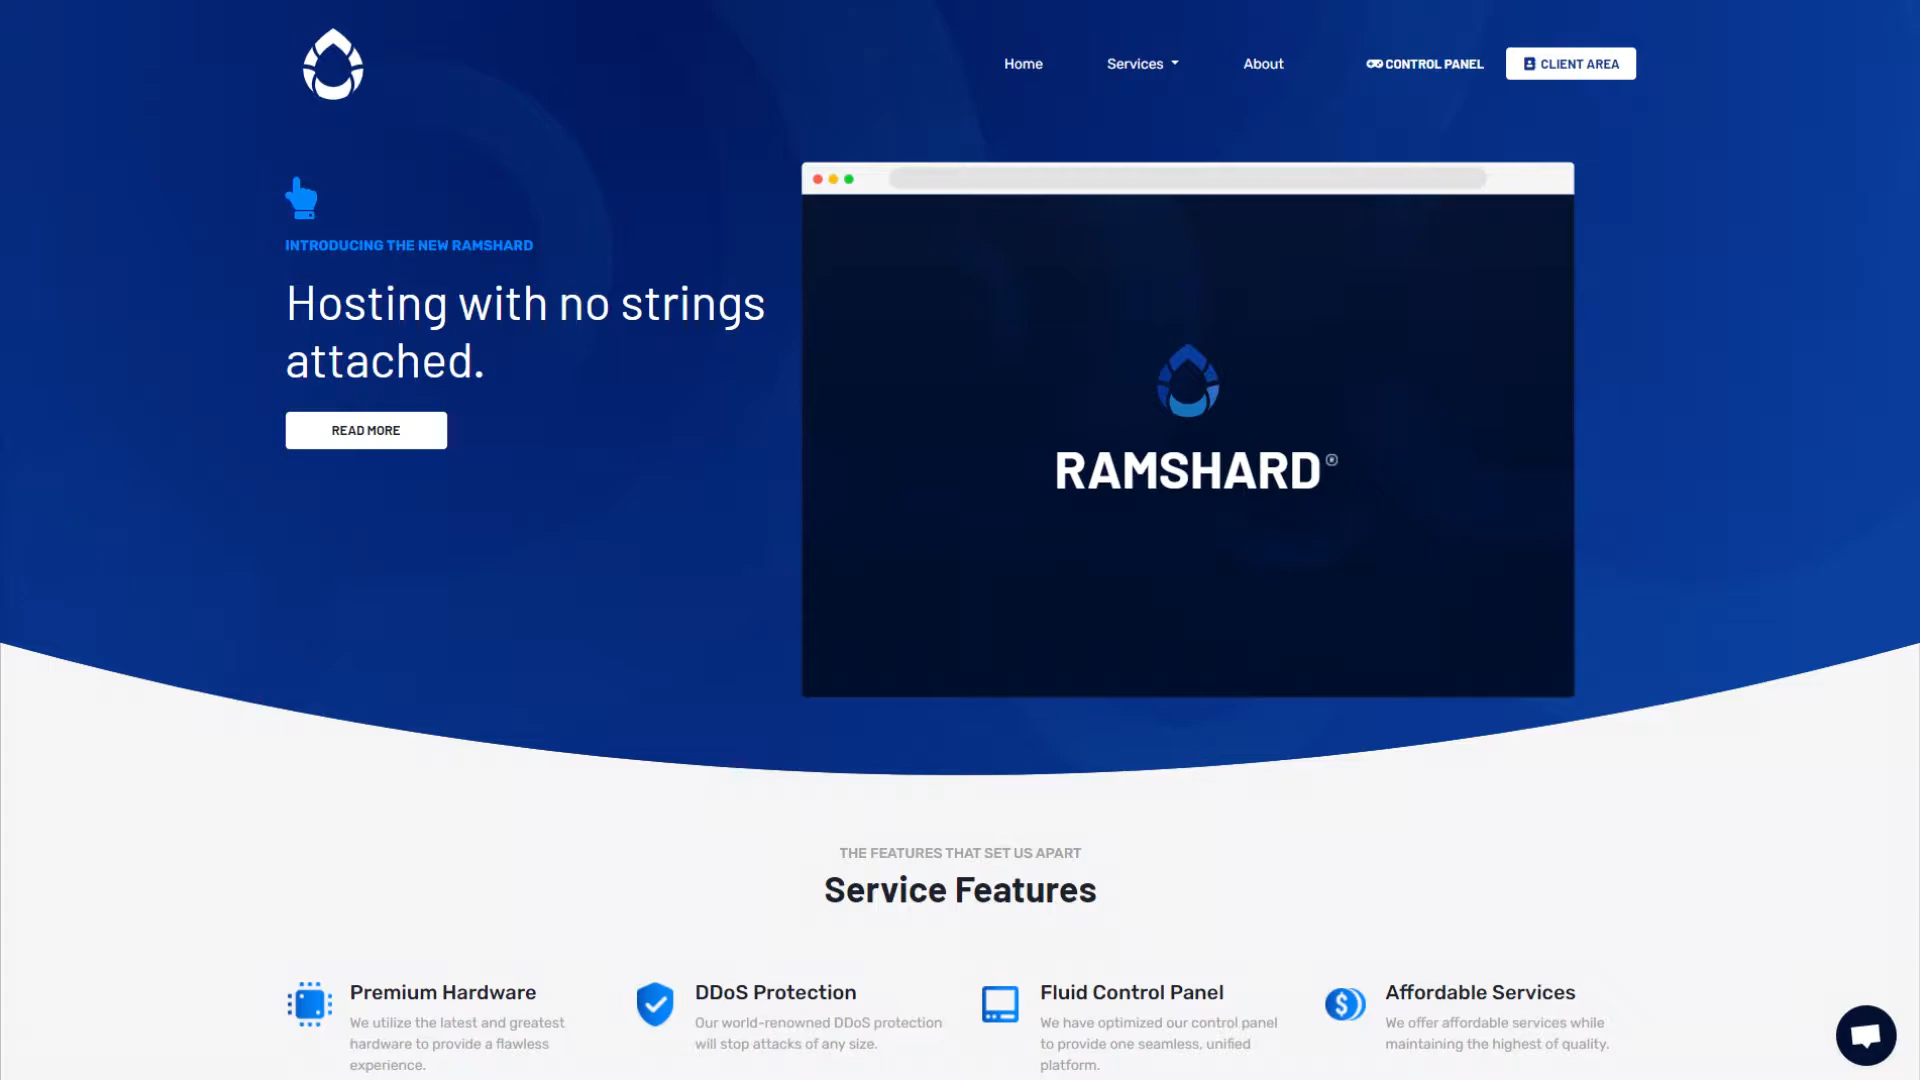 Home
Services
About
CONTROL PANEL
CLIENT AREA
INTRODUCING THE NEW RAMSHARD
Hosting with no strings
attached.
READ MORE
RAMSHARD®
THE FEATURES THAT SET US APART
Service Features
Premium Hardware
We utilize the latest and greatest
hardware to provide a flawless
experience.
DDoS Protection
Our world-renowned DDoS protection
will stop attacks of any size.
Fluid Control Panel
We have optimized our control panel
to provide one seamless, unified
platform.
Affordable Services
We offer affordable services while
maintaining the highest of quality.